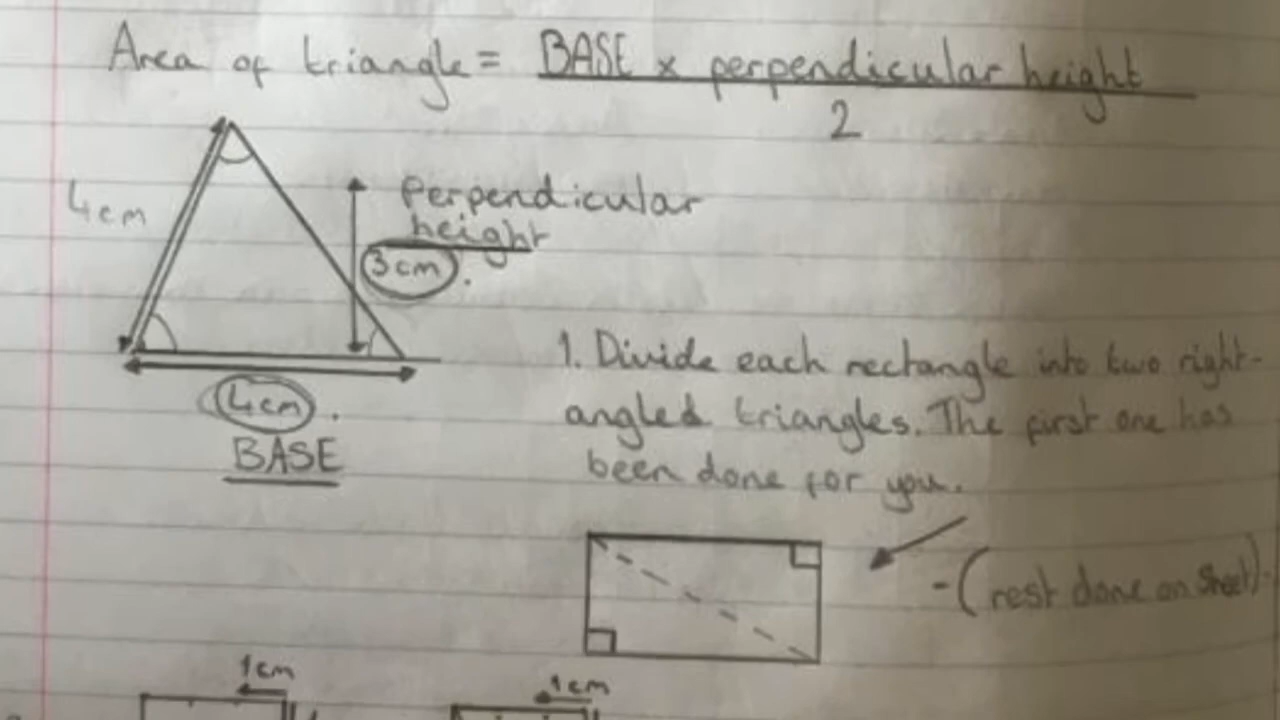 Area of triangle = BASE x perpendicular height
2
4cm
Perpendicular
height
3cm.
4cm.
BASE
1. Divide each rectangle into two right-
angled triangles. The first one has
been done for you.
-(rest done on sheet).
1cm
1cm